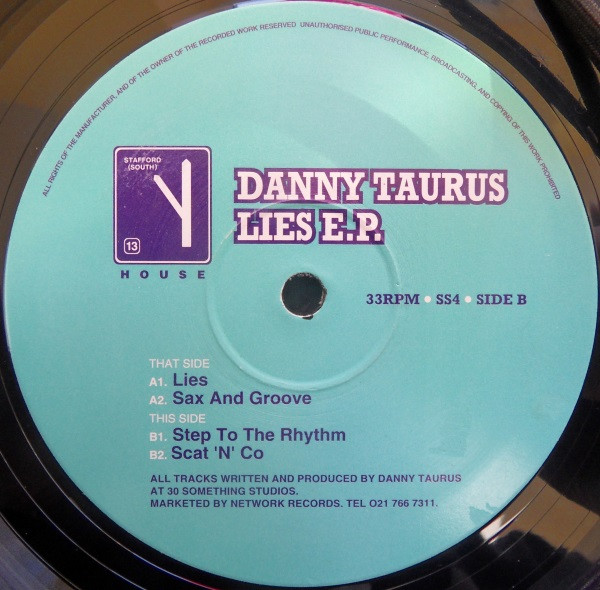 ALL RIGHTS OF THE MANUFACTURER, AND OF THE OWNER OF THE RECORDED WORK RESERVED UNAUTHORISED PUBLIC PERFORMANCE, BROADCASTING, AND COPYING OF THIS WORK PROHIBITED
STAFFORD
(SOUTH)
13
HOUSE
DANNY TAURUS
LIES E.P.
33RPM • SS4 • SIDE B
THAT SIDE
A1. Lies
A2. Sax And Groove
THIS SIDE
B1. Step To The Rhythm
B2. Scat 'N' Co
ALL TRACKS WRITTEN AND PRODUCED BY DANNY TAURUS
AT 30 SOMETHING STUDIOS.
MARKETED BY NETWORK RECORDS. TEL O21 766 7311.